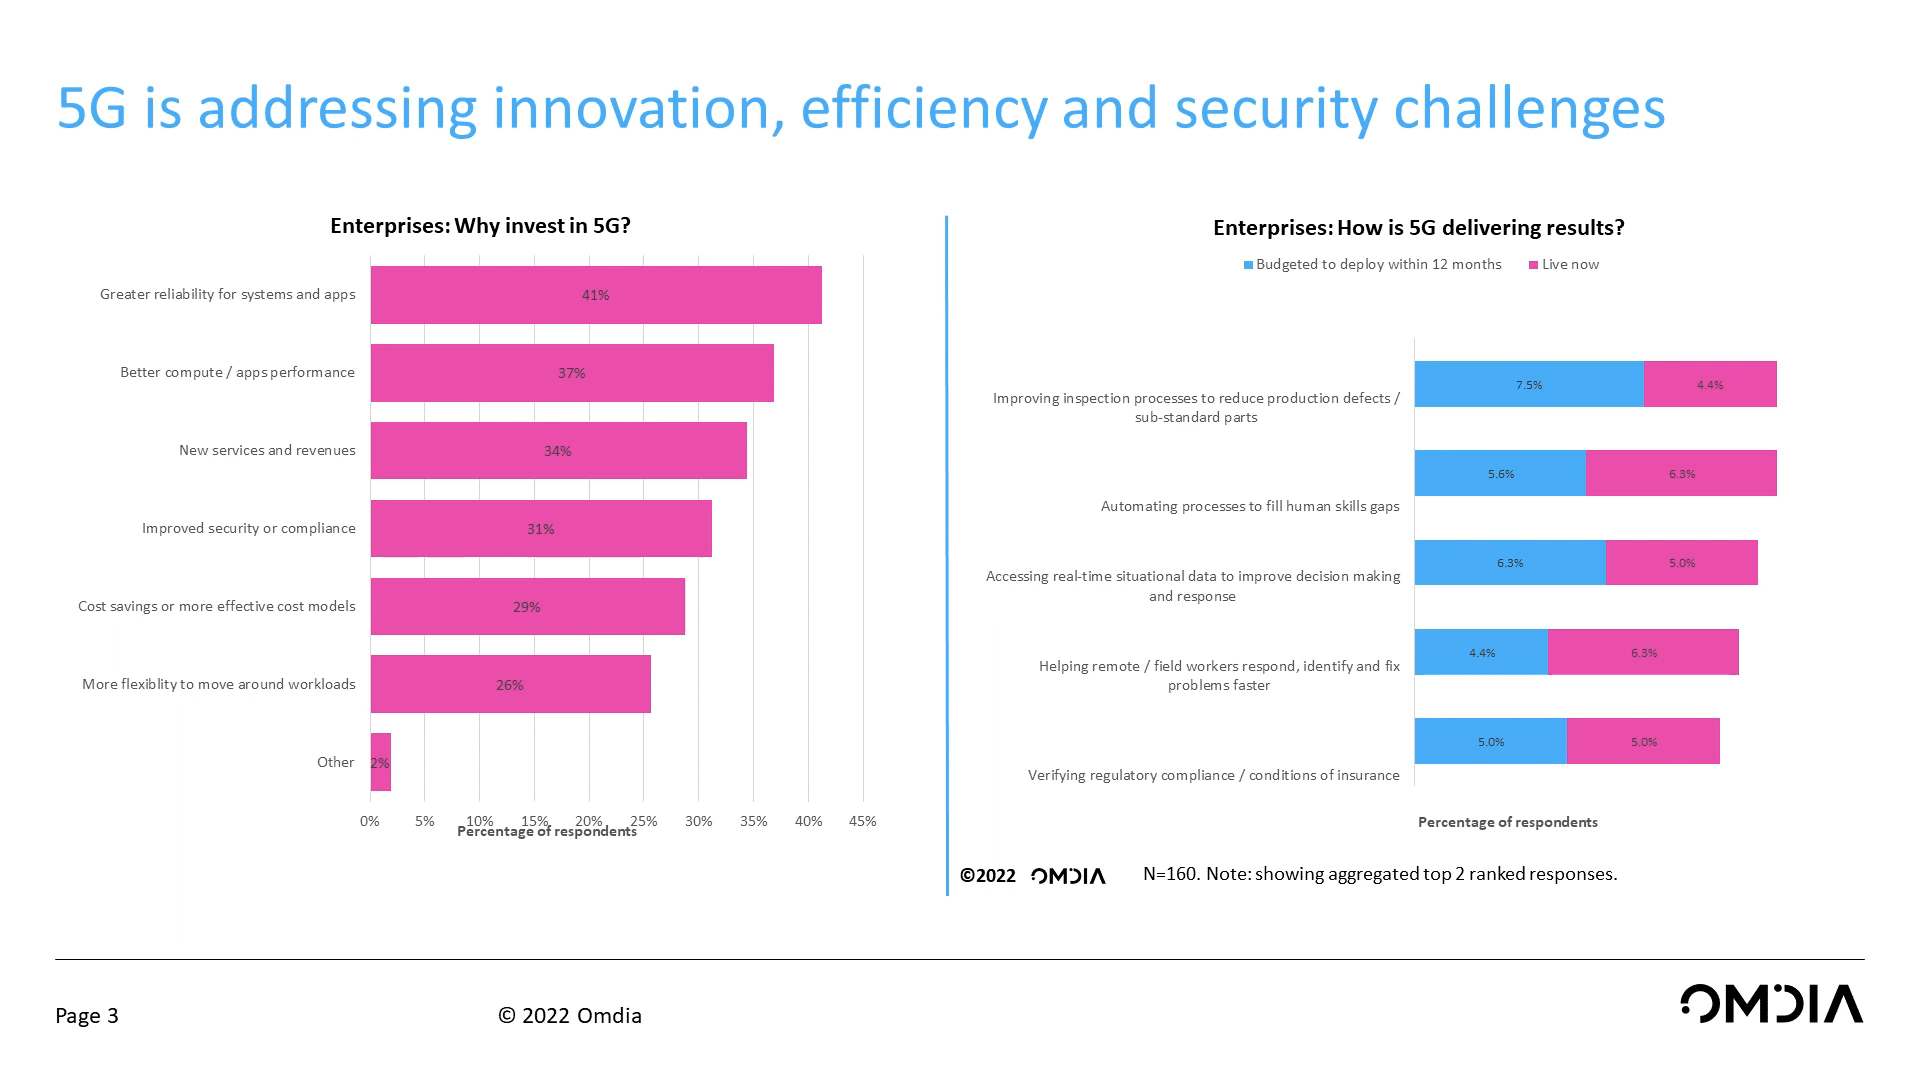 5G is addressing innovation, efficiency and security challenges
Enterprises: Why invest in 5G?
Greater reliability for systems and apps
41%
Better compute / apps performance
37%
New services and revenues
34%
Improved security or compliance
31%
Cost savings or more effective cost models
29%
More flexiblity to move around workloads
26%
Other
2%
0% 5% 10% 15% 20% 25% 30% 35% 40% 45%
Percentage of respondents
Enterprises: How is 5G delivering results?
Budgeted to deploy within 12 months Live now
Improving inspection processes to reduce production defects /
sub-standard parts
7.5% 4.4%
Automating processes to fill human skills gaps
5.6% 6.3%
Accessing real-time situational data to improve decision making
and response
6.3% 5.0%
Helping remote / field workers respond, identify and fix
problems faster
4.4% 6.3%
Verifying regulatory compliance / conditions of insurance
5.0% 5.0%
Percentage of respondents
©2022 OMDIA N=160. Note: showing aggregated top 2 ranked responses.
Page 3 © 2022 Omdia OMDIA